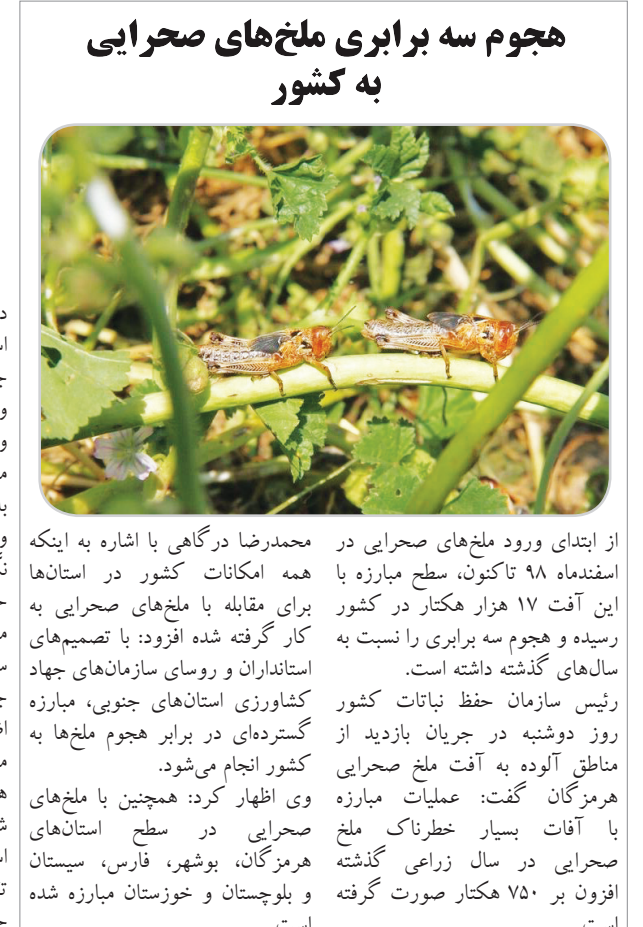 هجوم سه برابری ملخ‌های صحرایی
به کشور
از ابتدای ورود ملخ‌های صحرایی در
اسفندماه ۹۸ تاکنون، سطح مبارزه با
این آفت ۱۷ هزار هکتار در کشور
رسیده و هجوم سه برابری را نسبت به
سال‌های گذشته داشته است.
رئیس سازمان حفظ نباتات کشور
روز دوشنبه در جریان بازدید از
مناطق آلوده به آفت ملخ صحرایی
هرمزگان گفت: عملیات مبارزه
با آفات بسیار خطرناک ملخ
صحرایی در سال زراعی گذشته
افزون بر ۷۵۰ هکتار صورت گرفته
است
محمدرضا درگاهی با اشاره به اینکه
همه امکانات کشور در استان‌ها
برای مقابله با ملخ‌های صحرایی به
کار گرفته شده افزود: با تصمیم‌های
استانداران و روسای سازمان‌های جهاد
کشاورزی استان‌های جنوبی، مبارزه
گسترده‌ای در برابر هجوم ملخ‌ها به
کشور انجام می‌شود.
وی اظهار کرد: همچنین با ملخ‌های
صحرایی در سطح استان‌های
هرمزگان، بوشهر، فارس، سیستان
و بلوچستان و خوزستان مبارزه شده
است